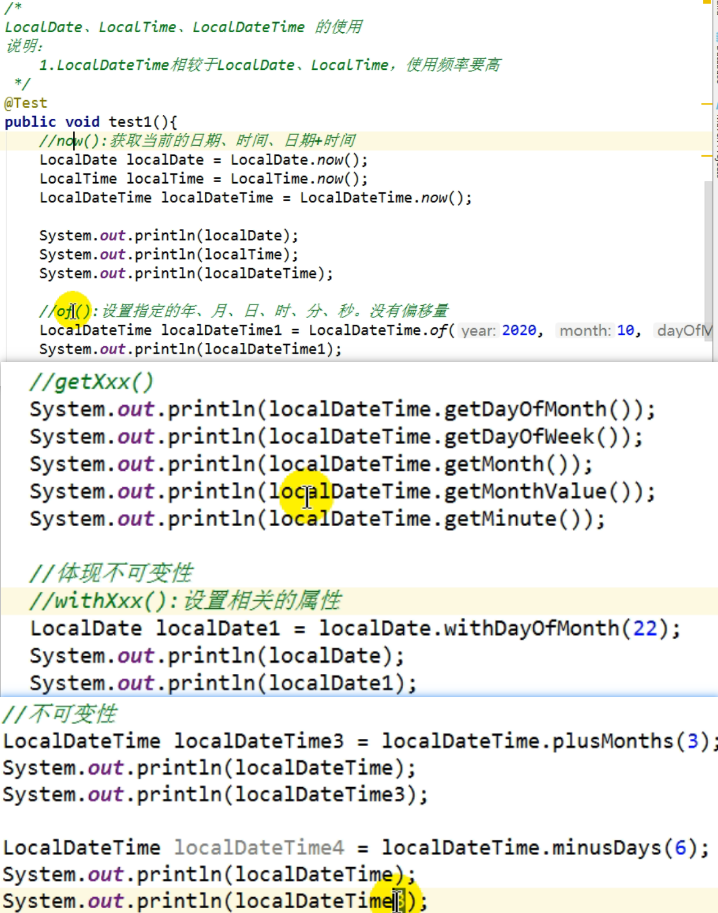 /*
LocalDate、LocalTime、LocalDateTime 的使用
说明:
1.LocalDateTime相较于LocalDate、LocalTime，使用频率要高
*/
@Test
public void test1(){
//now():获取当前的日期、时间、日期+时间
LocalDate localDate = LocalDate.now();
LocalTime localTime = LocalTime.now();
LocalDateTime localDateTime = LocalDateTime.now();
System.out.println(localDate);
System.out.println(localTime);
System.out.println(localDateTime);
//of():设置指定的年、月、日、时、分、秒。没有偏移量
LocalDateTime localDateTime1 = LocalDateTime.of( year: 2020, month: 10, dayOfM
System.out.println(localDateTime1);
//getXxx()
System.out.println(localDateTime.getDayOfMonth());
System.out.println(localDateTime.getDayOfWeek());
System.out.println(localDateTime.getMonth());
System.out.println(localDateTime.getMonthValue());
System.out.println(localDateTime.getMinute());
//体现不可变性
//withXxx():设置相关的属性
LocalDate localDate1 = localDate.withDayOfMonth(22);
System.out.println(localDate);
System.out.println(localDate1);
//不可变性
LocalDateTime localDateTime3 = localDateTime.plusMonths(3);
System.out.println(localDateTime);
System.out.println(localDateTime3);
LocalDateTime localDateTime4 = localDateTime.minusDays(6);
System.out.println(localDateTime);
System.out.println(localDateTime);